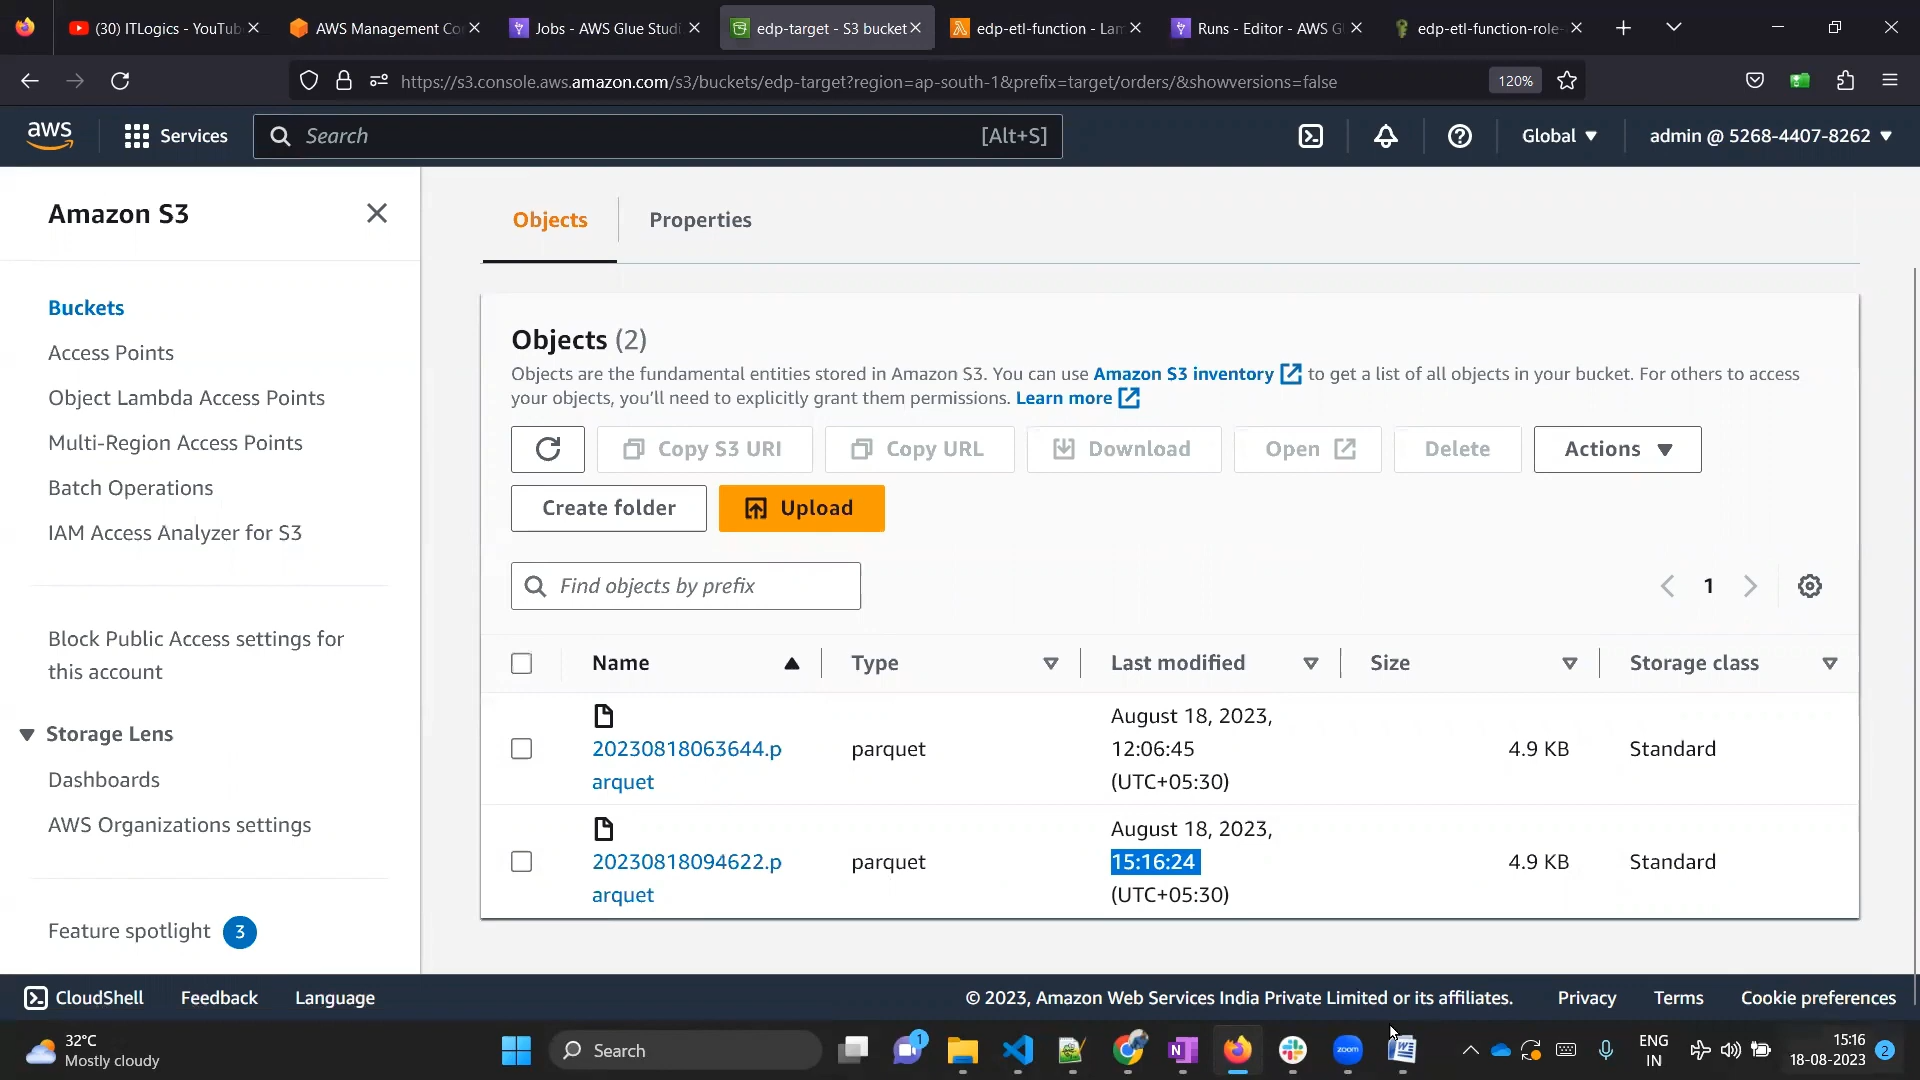 (30) ITLogics - YouTub
AWS Management Co
Jobs - AWS Glue Studi
edp-target - S3 bucket
edp-etl-function - Lam
Runs - Editor - AWS G
edp-etl-function-role-
https://s3.console.aws.amazon.com/s3/buckets/edp-target?region=ap-south-1&prefix=target/orders/&showversions=false
120%
aws
Services
Search
[Alt+S]
Global
admin @ 5268-4407-8262
Amazon S3
Buckets
Access Points
Object Lambda Access Points
Multi-Region Access Points
Batch Operations
IAM Access Analyzer for S3
Block Public Access settings for
this account
Storage Lens
Dashboards
AWS Organizations settings
Feature spotlight 3
Objects
Properties
Objects (2)
Objects are the fundamental entities stored in Amazon S3. You can use Amazon S3 inventory to get a list of all objects in your bucket. For others to access
your objects, you'll need to explicitly grant them permissions. Learn more
Copy S3 URI
Copy URL
Download
Open
Delete
Actions
Create folder
Upload
Find objects by prefix
1
Name
Type
Last modified
Size
Storage class
20230818063644.p
arquet
parquet
August 18, 2023,
12:06:45
(UTC+05:30)
4.9 KB
Standard
20230818094622.p
arquet
parquet
August 18, 2023,
15:16:24
(UTC+05:30)
4.9 KB
Standard
CloudShell
Feedback
Language
© 2023, Amazon Web Services India Private Limited or its affiliates.
Privacy
Terms
Cookie preferences
32°C
Mostly cloudy
Search
1
N
zoom
W
ENG
IN
15:16
18-08-2023
2